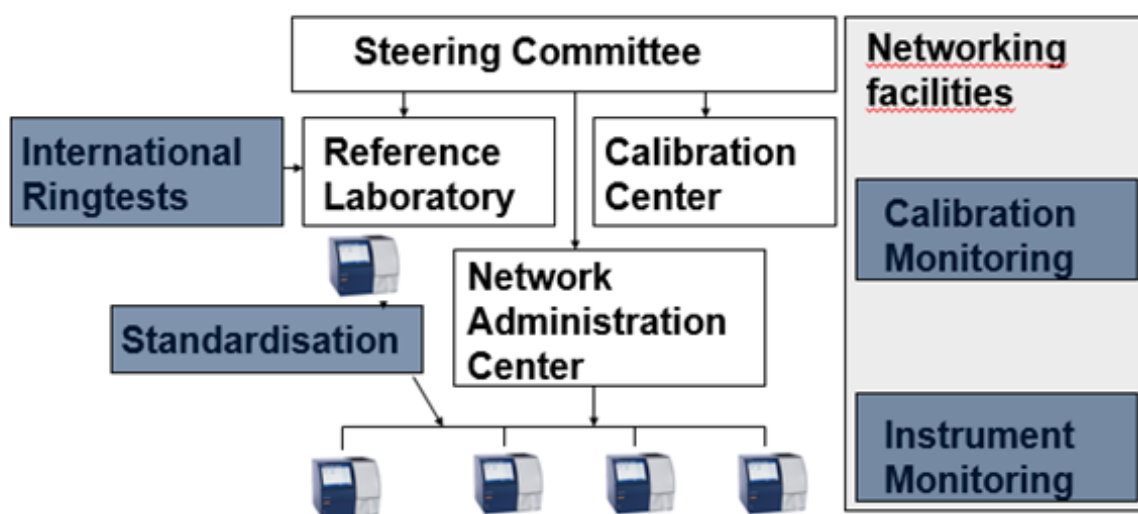 Steering Committee
Networking
facilities
International
Ringtests
Reference
Laboratory
Calibration
Center
Calibration
Monitoring
Network
Administration
Center
Standardisation
Instrument
Monitoring